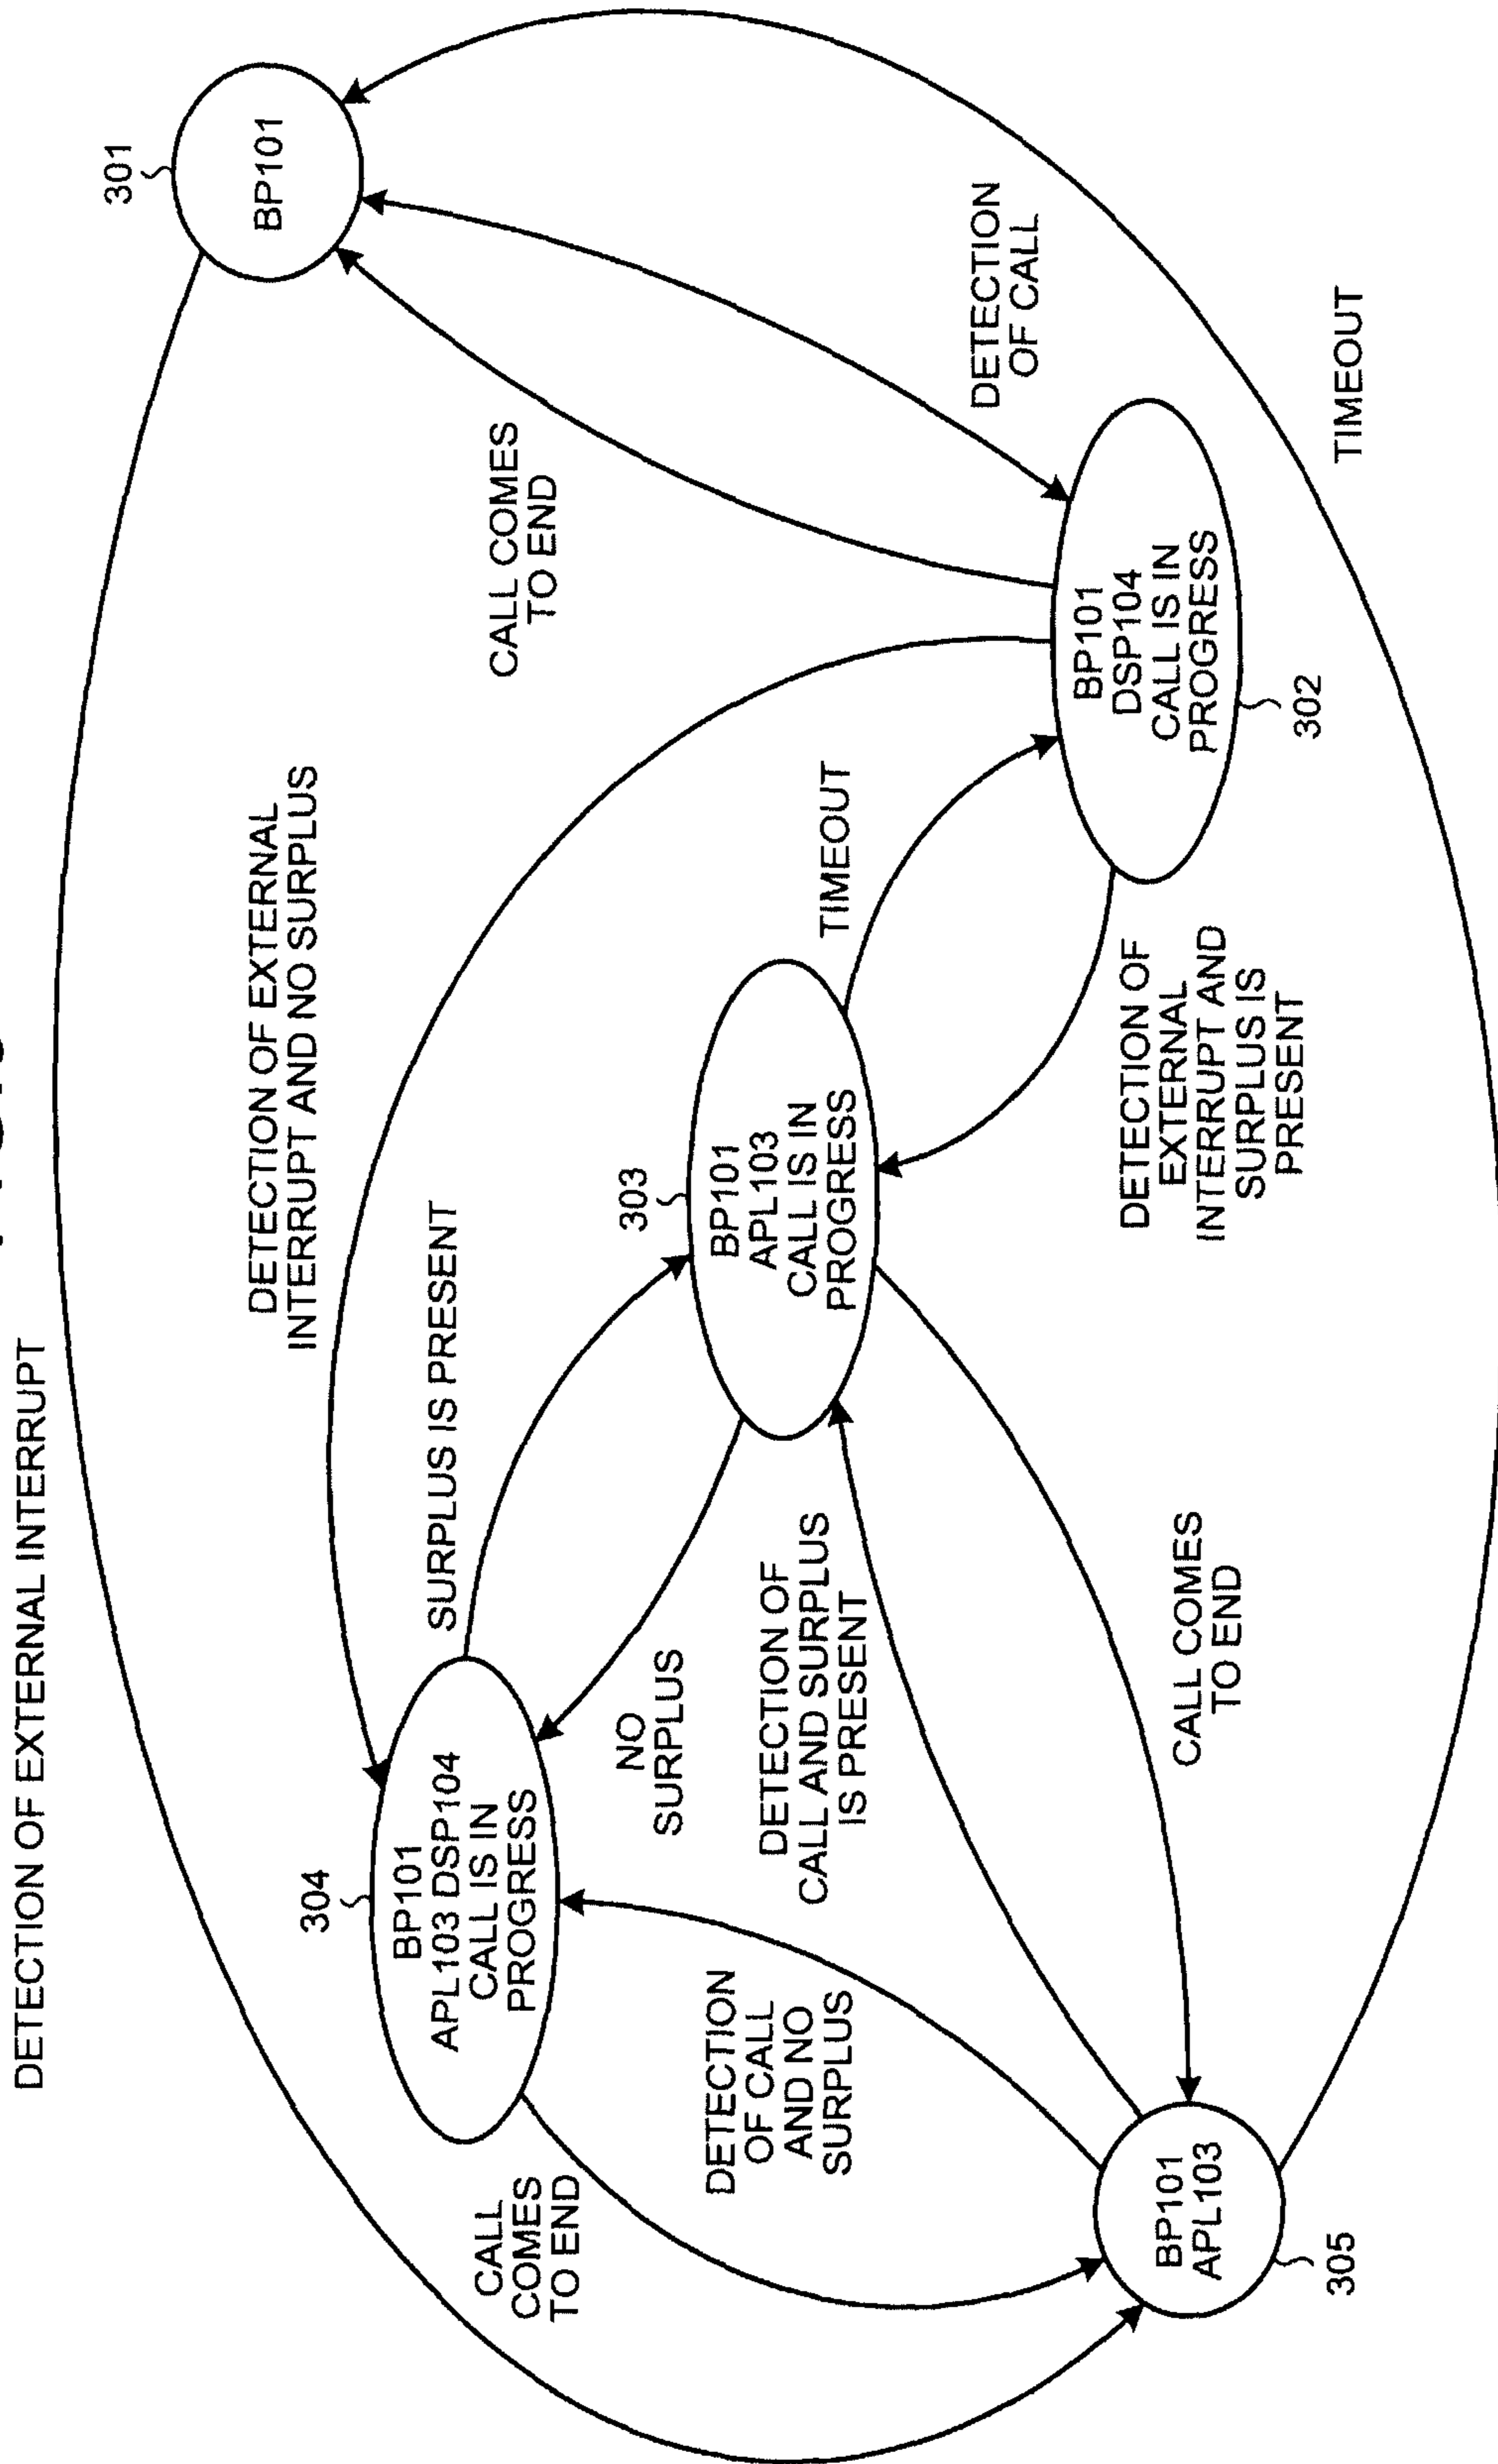 DETECTION OF EXTERNAL INTERRUPT
301
BP101
DETECTION OF EXTERNAL
INTERRUPT AND NO SURPLUS
CALL COMES
TO END
DETECTION
OF CALL
304
BP101
APL103 DSP104
CALL IS IN
PROGRESS
SURPLUS IS PRESENT
303
BP101
APL103
CALL IS IN
PROGRESS
TIMEOUT
BP101
DSP104
CALL IS IN
PROGRESS
302
NO
SURPLUS
CALL
COMES
TO END
DETECTION
OF CALL
AND NO
SURPLUS
DETECTION OF
CALL AND SURPLUS
IS PRESENT
DETECTION OF
EXTERNAL
INTERRUPT AND
SURPLUS IS
PRESENT
TIMEOUT
CALL COMES
TO END
BP101
APL103
305